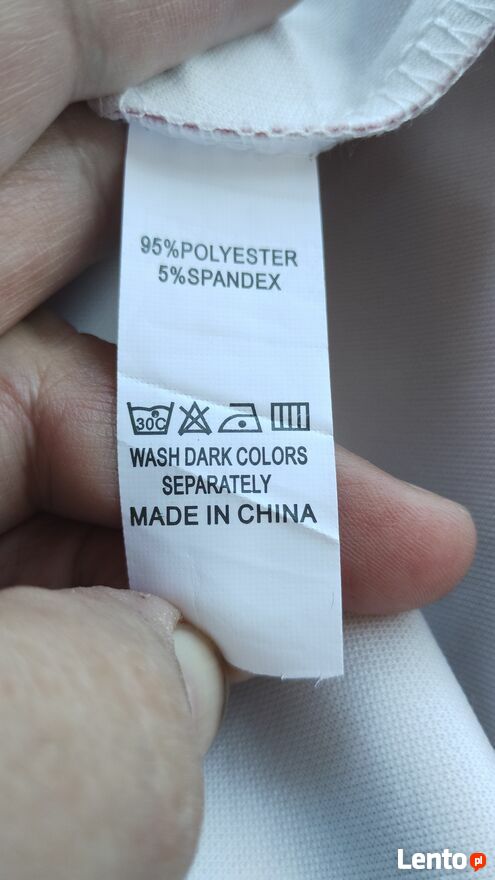 95%POLYESTER
5%SPANDEX
30C
WASH DARK COLORS
SEPARATELY
MADE IN CHINA
Lento.pl